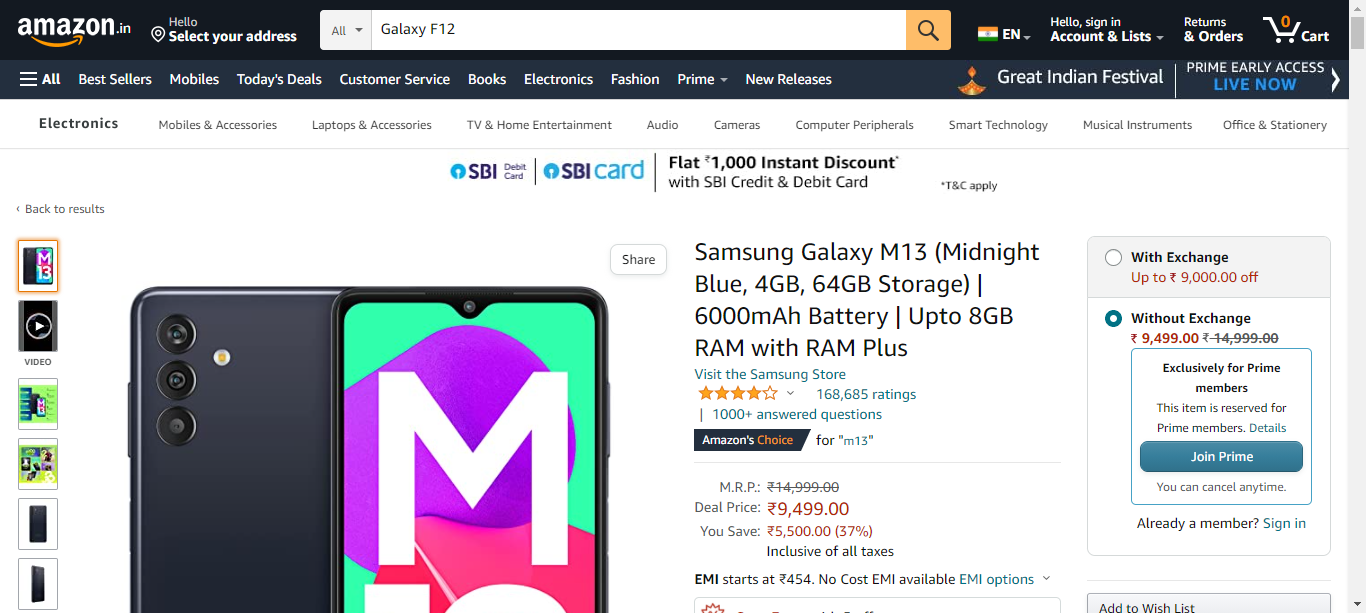 amazon.in
Hello
Select your address
All
Galaxy F12
EN
Hello, sign in
Account & Lists
Returns
& Orders
0
Cart
All
Best Sellers
Mobiles
Today's Deals
Customer Service
Books
Electronics
Fashion
Prime
New Releases
Great Indian Festival
PRIME EARLY ACCESS
LIVE NOW
Electronics
Mobiles & Accessories
Laptops & Accessories
TV & Home Entertainment
Audio
Cameras
Computer Peripherals
Smart Technology
Musical Instruments
Office & Stationery
SBI Debit Card
SBI card
Flat ₹1,000 Instant Discount*
with SBI Credit & Debit Card
*T&C apply
‹ Back to results
M
13
VIDEO
Share
M
Samsung Galaxy M13 (Midnight
Blue, 4GB, 64GB Storage) |
6000mAh Battery | Upto 8GB
RAM with RAM Plus
Visit the Samsung Store
168,685 ratings
| 1000+ answered questions
Amazon's Choice for "m13"
M.R.P.: ₹14,999.00
Deal Price: ₹9,499.00
You Save: ₹5,500.00 (37%)
Inclusive of all taxes
EMI starts at ₹454. No Cost EMI available EMI options
With Exchange
Up to ₹ 9,000.00 off
Without Exchange
₹ 9,499.00 ₹ 14,999.00
Exclusively for Prime
members
This item is reserved for
Prime members. Details
Join Prime
You can cancel anytime.
Already a member? Sign in
Add to Wish List